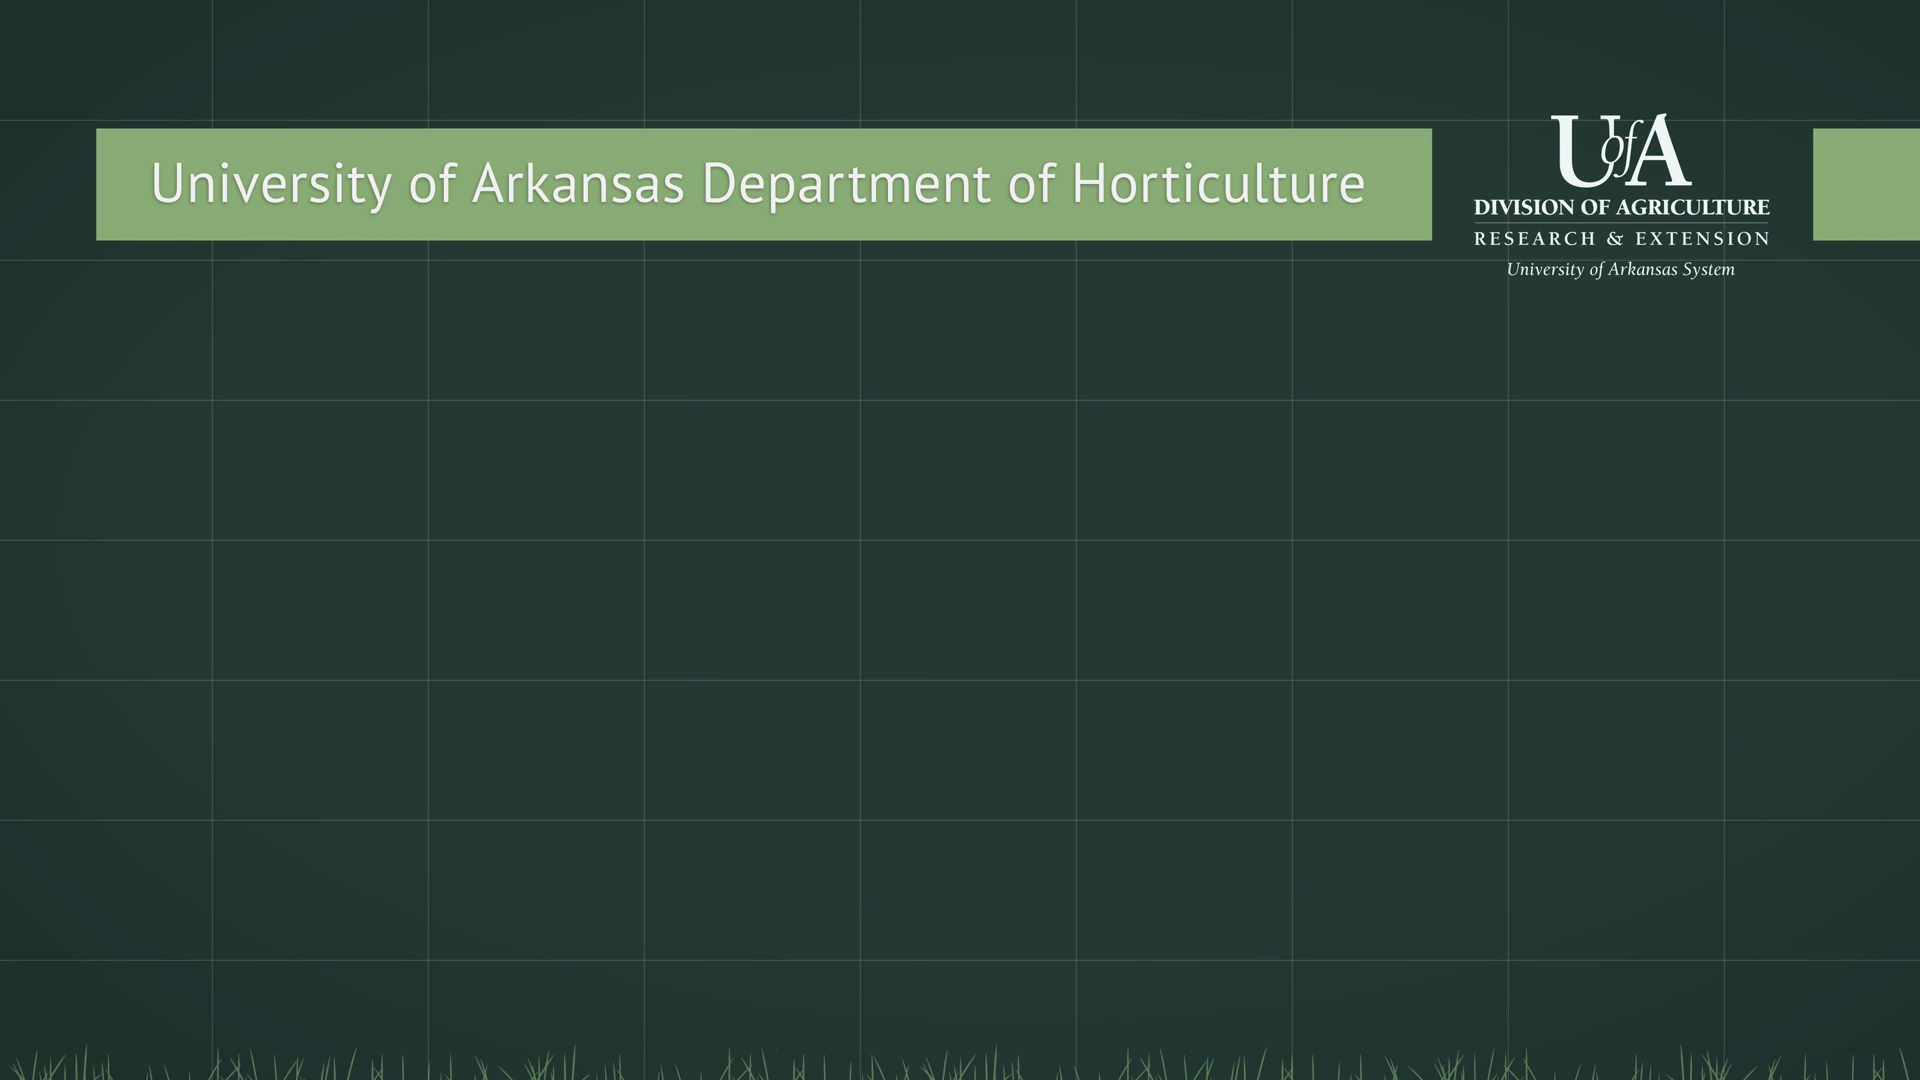 University of Arkansas Department of Horticulture
UofA
DIVISION OF AGRICULTURE
RESEARCH & EXTENSION
University of Arkansas System